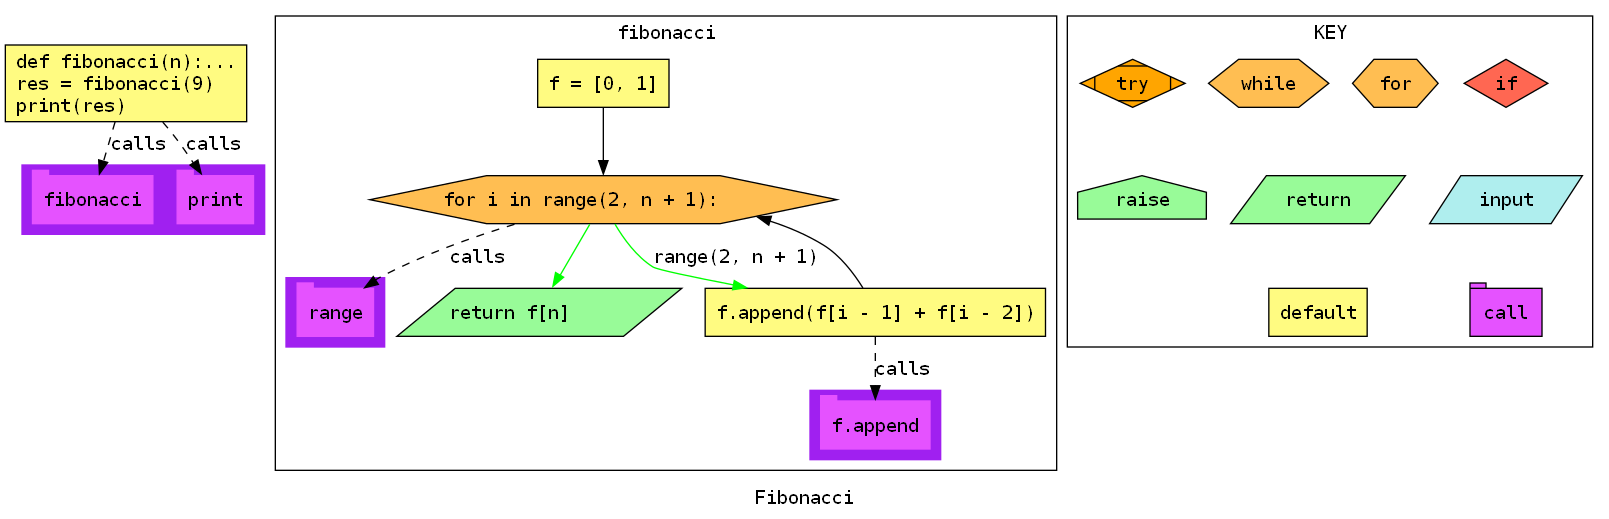 def fibonacci(n):...
res = fibonacci(9)
print(res)
calls
calls
fibonacci
print
fibonacci
f = [0, 1]
for i in range(2, n + 1):
calls
range(2, n + 1)
range
return f[n]
f.append(f[i - 1] + f[i - 2])
calls
f.append
KEY
try
while
for
if
raise
return
input
default
call
Fibonacci